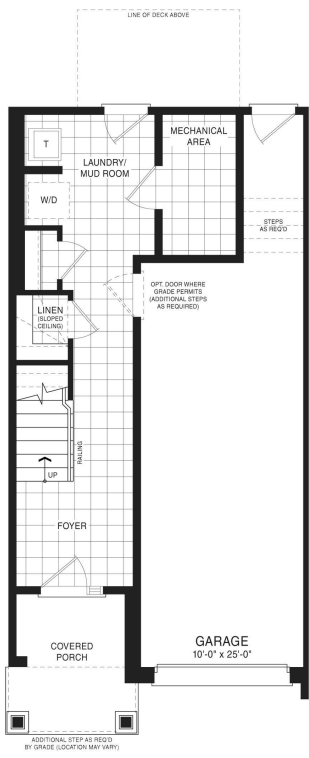 LINE OF DECK ABOVE
MECHANICAL
AREA
T
LAUNDRY/
MUD ROOM
W/D
STEPS
AS REQ'D
OPT. DOOR WHERE
GRADE PERMITS
(ADDITIONAL STEPS
AS REQUIRED)
LINEN
(SLOPED
CEILING)
RAILING
UP
FOYER
COVERED
PORCH
GARAGE
10'-0" x 25'-0"
ADDITIONAL STEP AS REQ'D
BY GRADE (LOCATION MAY VARY)